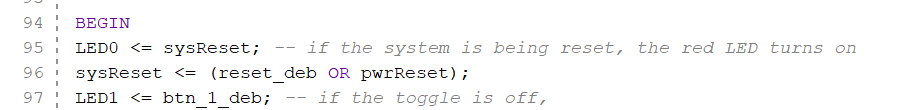 94 BEGIN
95 LED0 <= sysReset; -- if the system is being reset, the red LED turns on
96 sysReset <= (reset_deb OR pwrReset);
97 LED1 <= btn_1_deb; -- if the toggle is off,